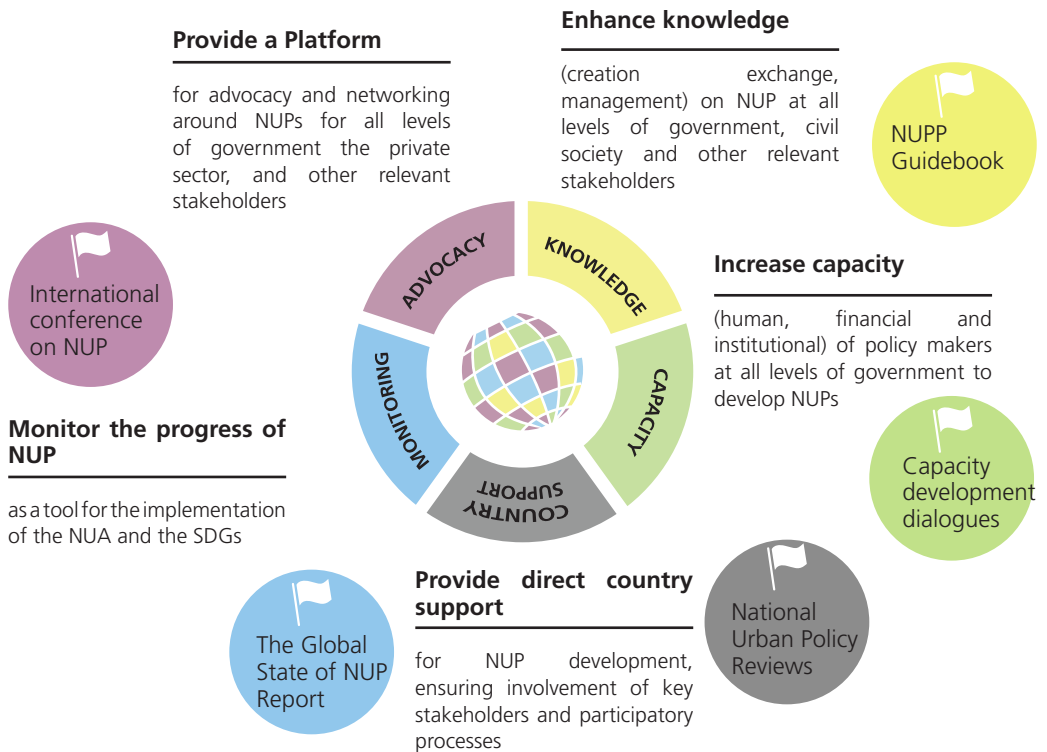 Provide a Platform
for advocacy and networking
around NUPs for all levels
of government the private
sector, and other relevant
stakeholders
Enhance knowledge
(creation exchange,
management) on NUP at all
levels of government, civil
society and other relevant
stakeholders
NUPP
Guidebook
International
conference
on NUP
ADVOCACY
KNOWLEDGE
CAPACITY
COUNTRY
SUPPORT
MONITORING
Increase capacity
(human, financial and
institutional) of policy makers
at all levels of government to
develop NUPs
Capacity
development
dialogues
Monitor the progress of
NUP
as a tool for the implementation
of the NUA and the SDGs
The Global
State of NUP
Report
Provide direct country
support
for NUP development,
ensuring involvement of key
stakeholders and participatory
processes
National
Urban Policy
Reviews